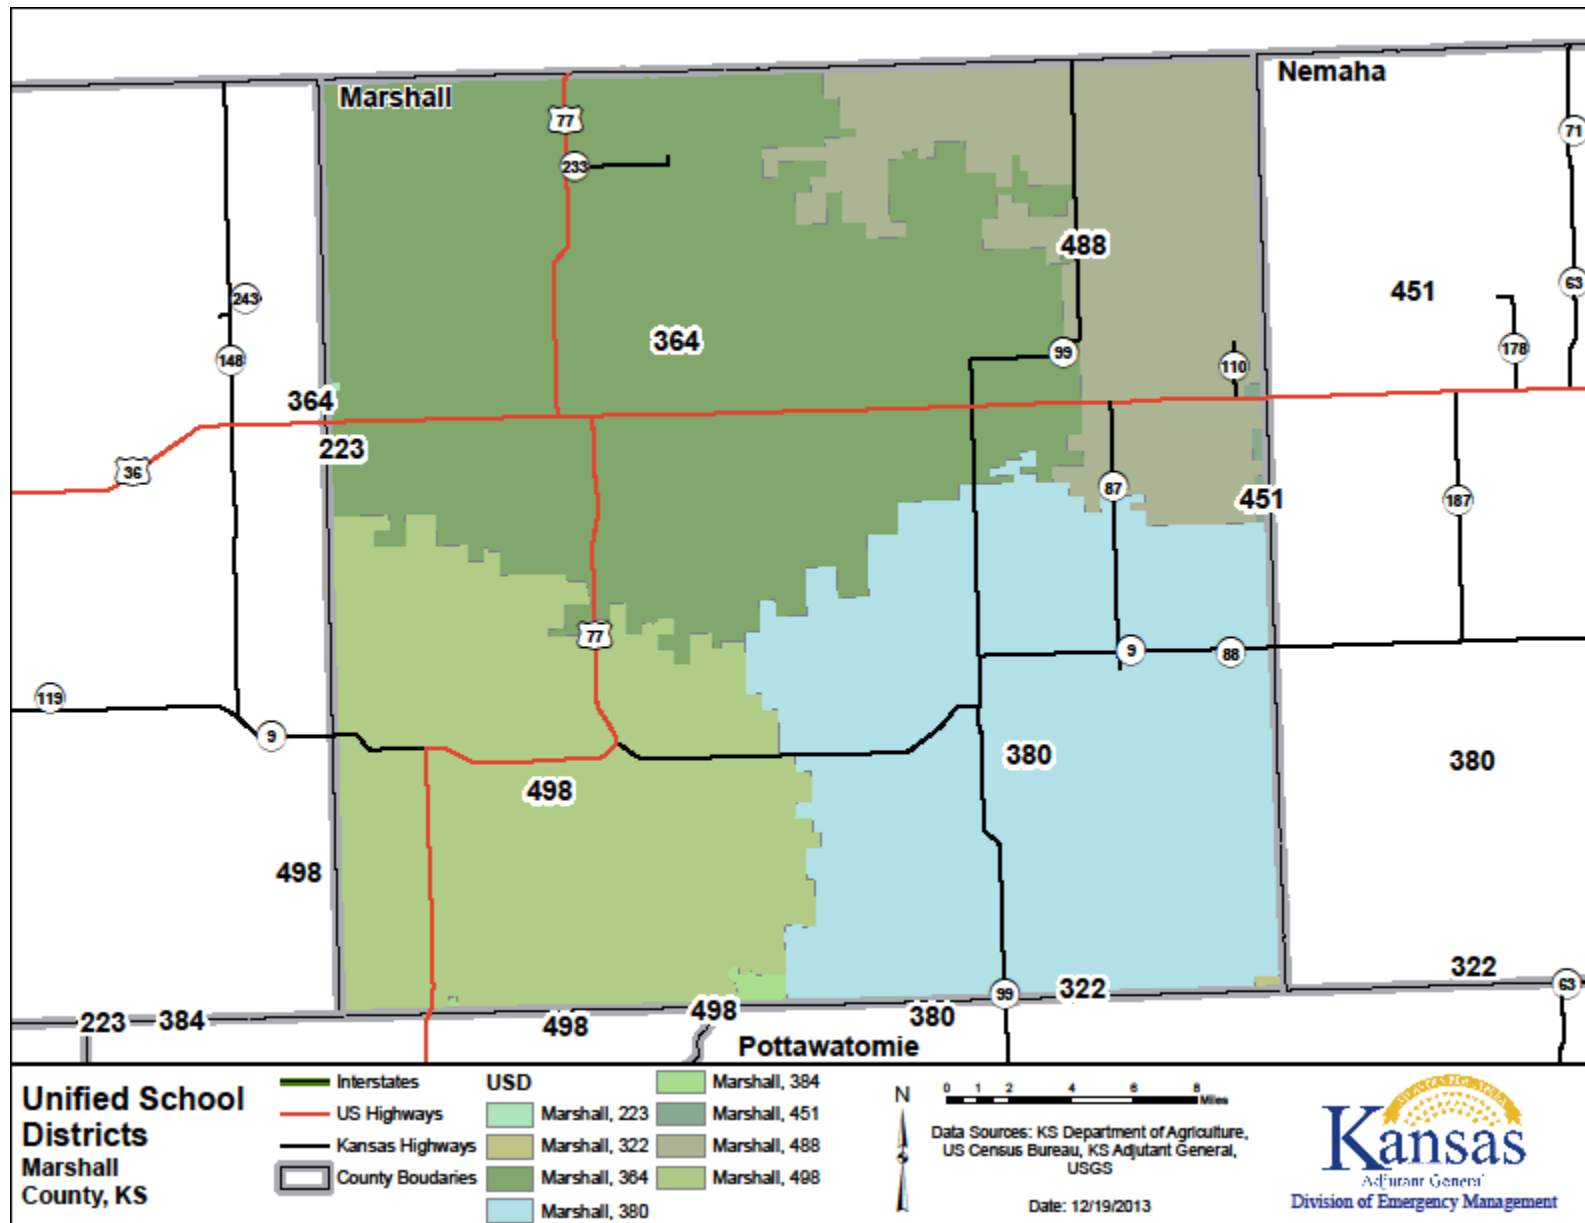 Marshall
Nemaha
77
71
233
488
243
451
63
364
148
99
110
178
364
223
36
87
451
187
77
9
88
119
9
380
380
498
498
322
99
322
63
223
384
498
498
380
Pottawatomie
Unified School
Districts
Marshall
County, KS
Interstates
US Highways
Kansas Highways
County Boudaries
USD
Marshall, 223
Marshall, 322
Marshall, 364
Marshall, 380
Marshall, 384
Marshall, 451
Marshall, 488
Marshall, 498
N
0 1 2 4 6 8
Miles
Data Sources: KS Department of Agriculture,
US Census Bureau, KS Adjutant General,
USGS
Date: 12/19/2013
Kansas
Adjutant General
Division of Emergency Management